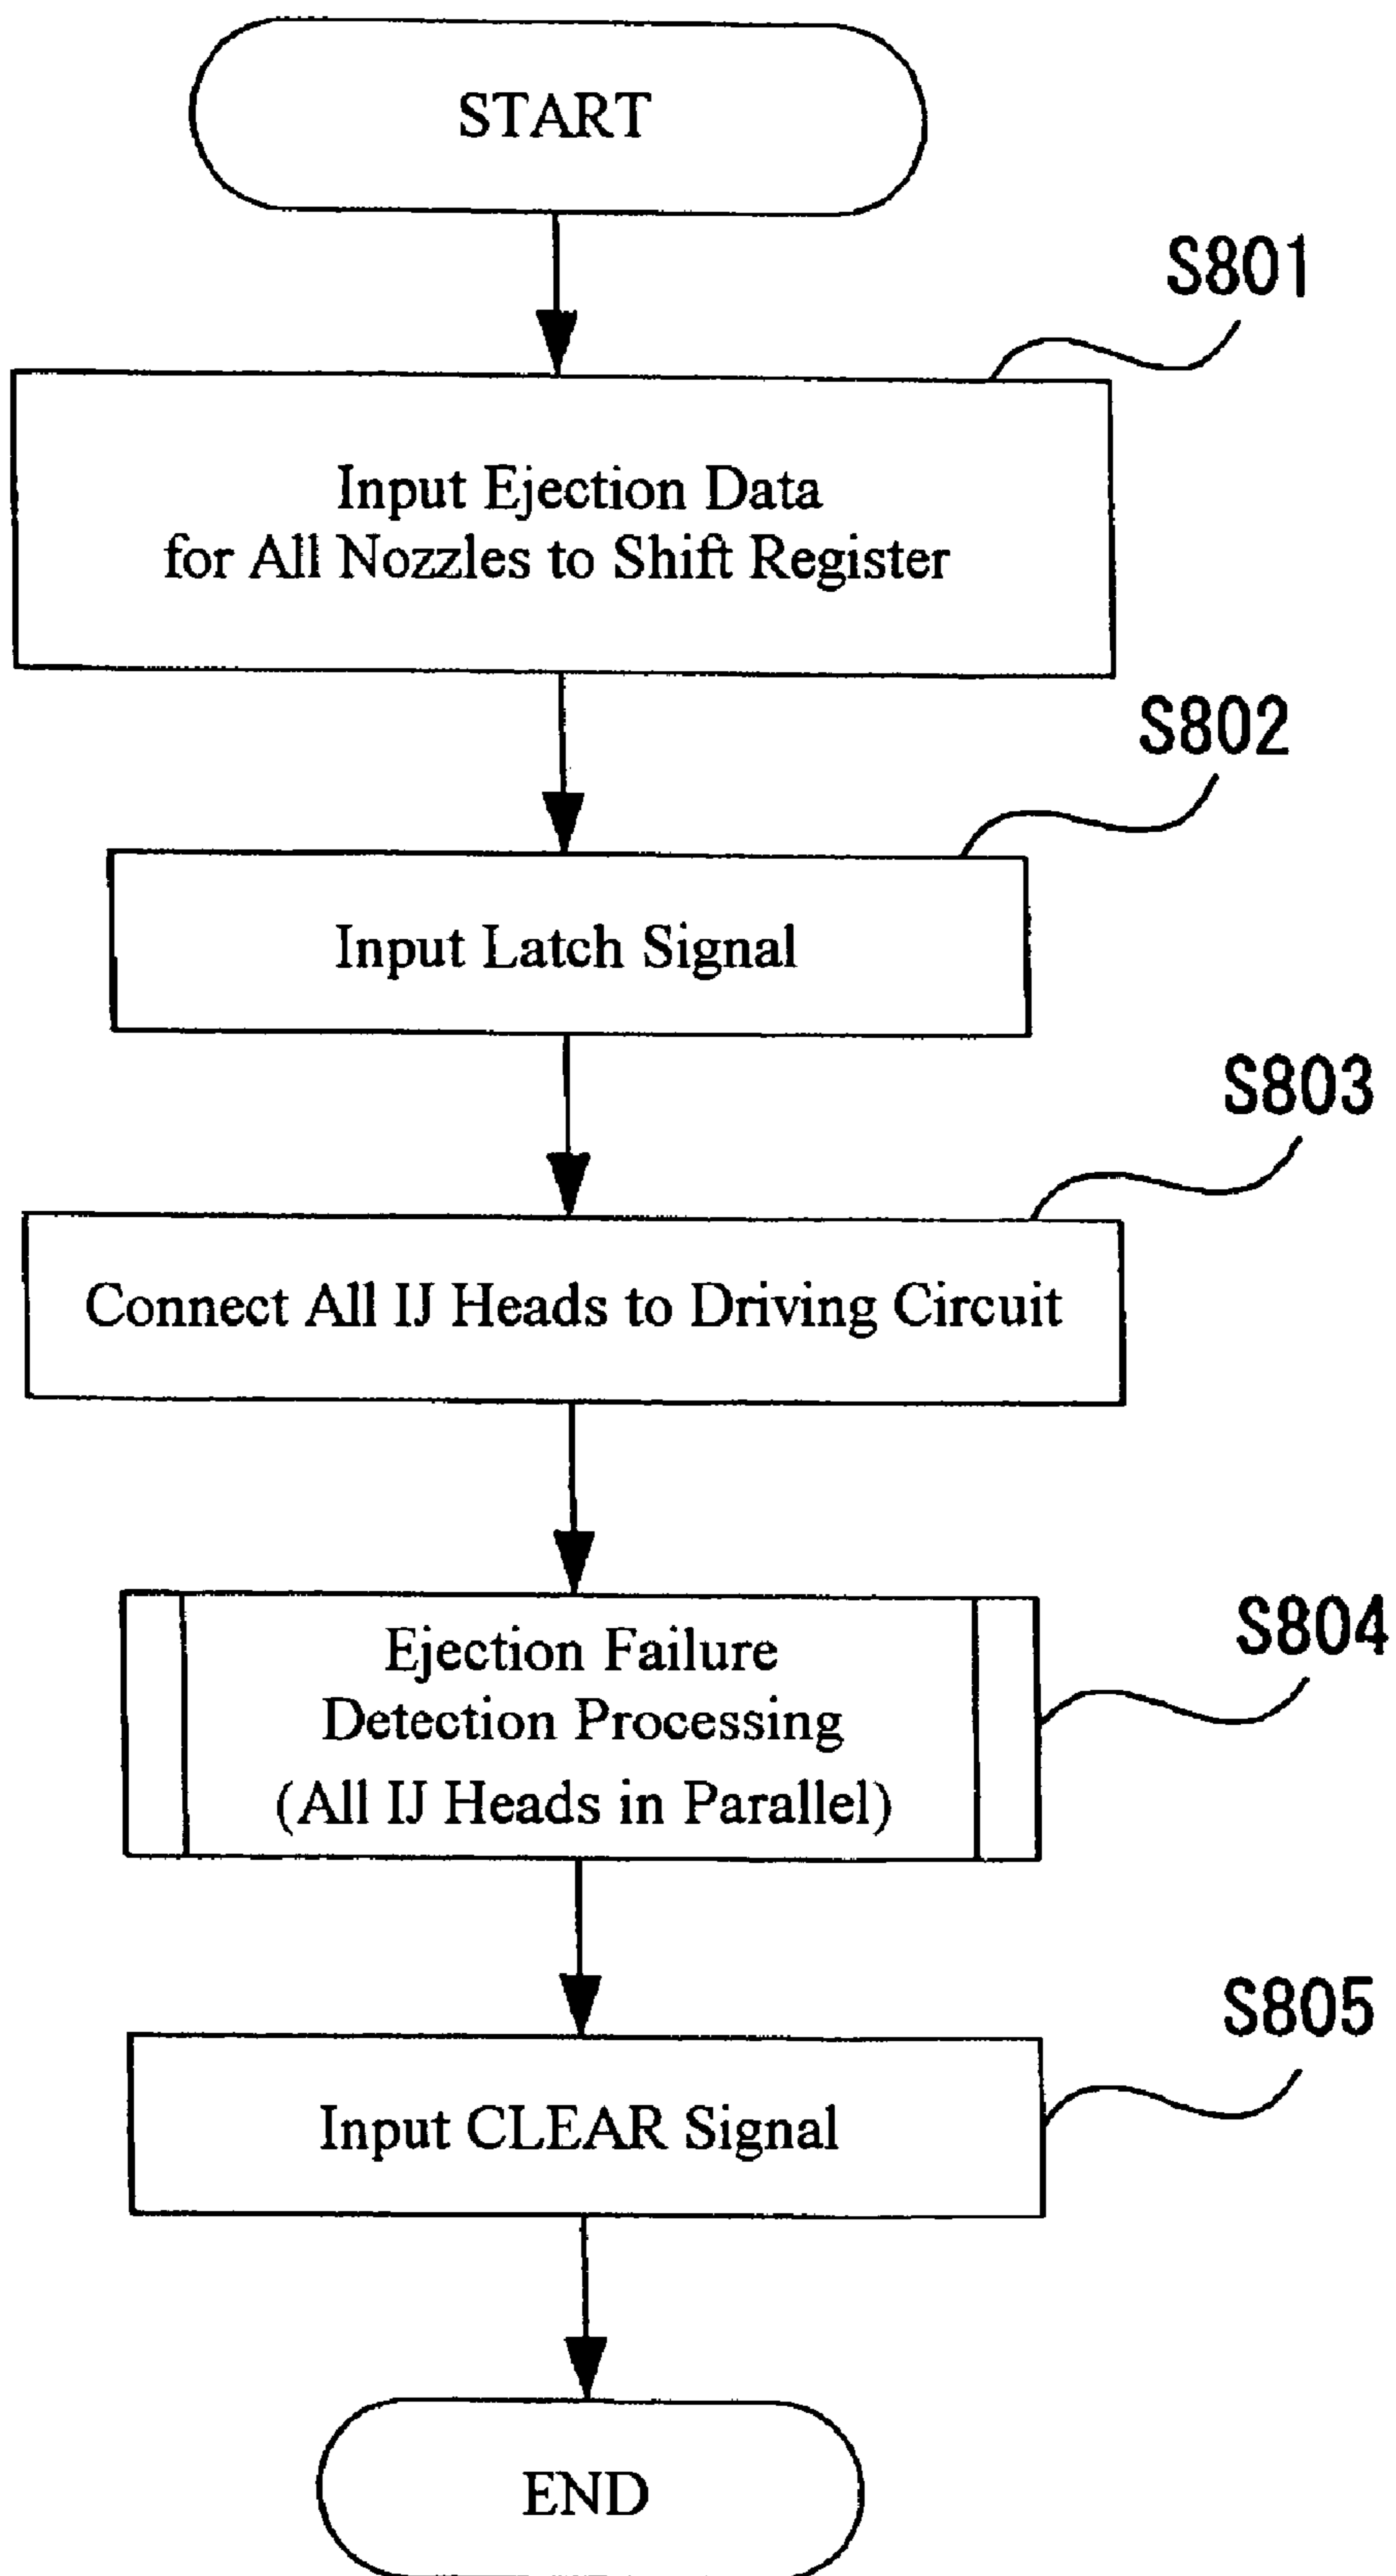 START
S801
Input Ejection Data
for All Nozzles to Shift Register
S802
Input Latch Signal
S803
Connect All IJ Heads to Driving Circuit
S804
Ejection Failure
Detection Processing
(All IJ Heads in Parallel)
S805
Input CLEAR Signal
END